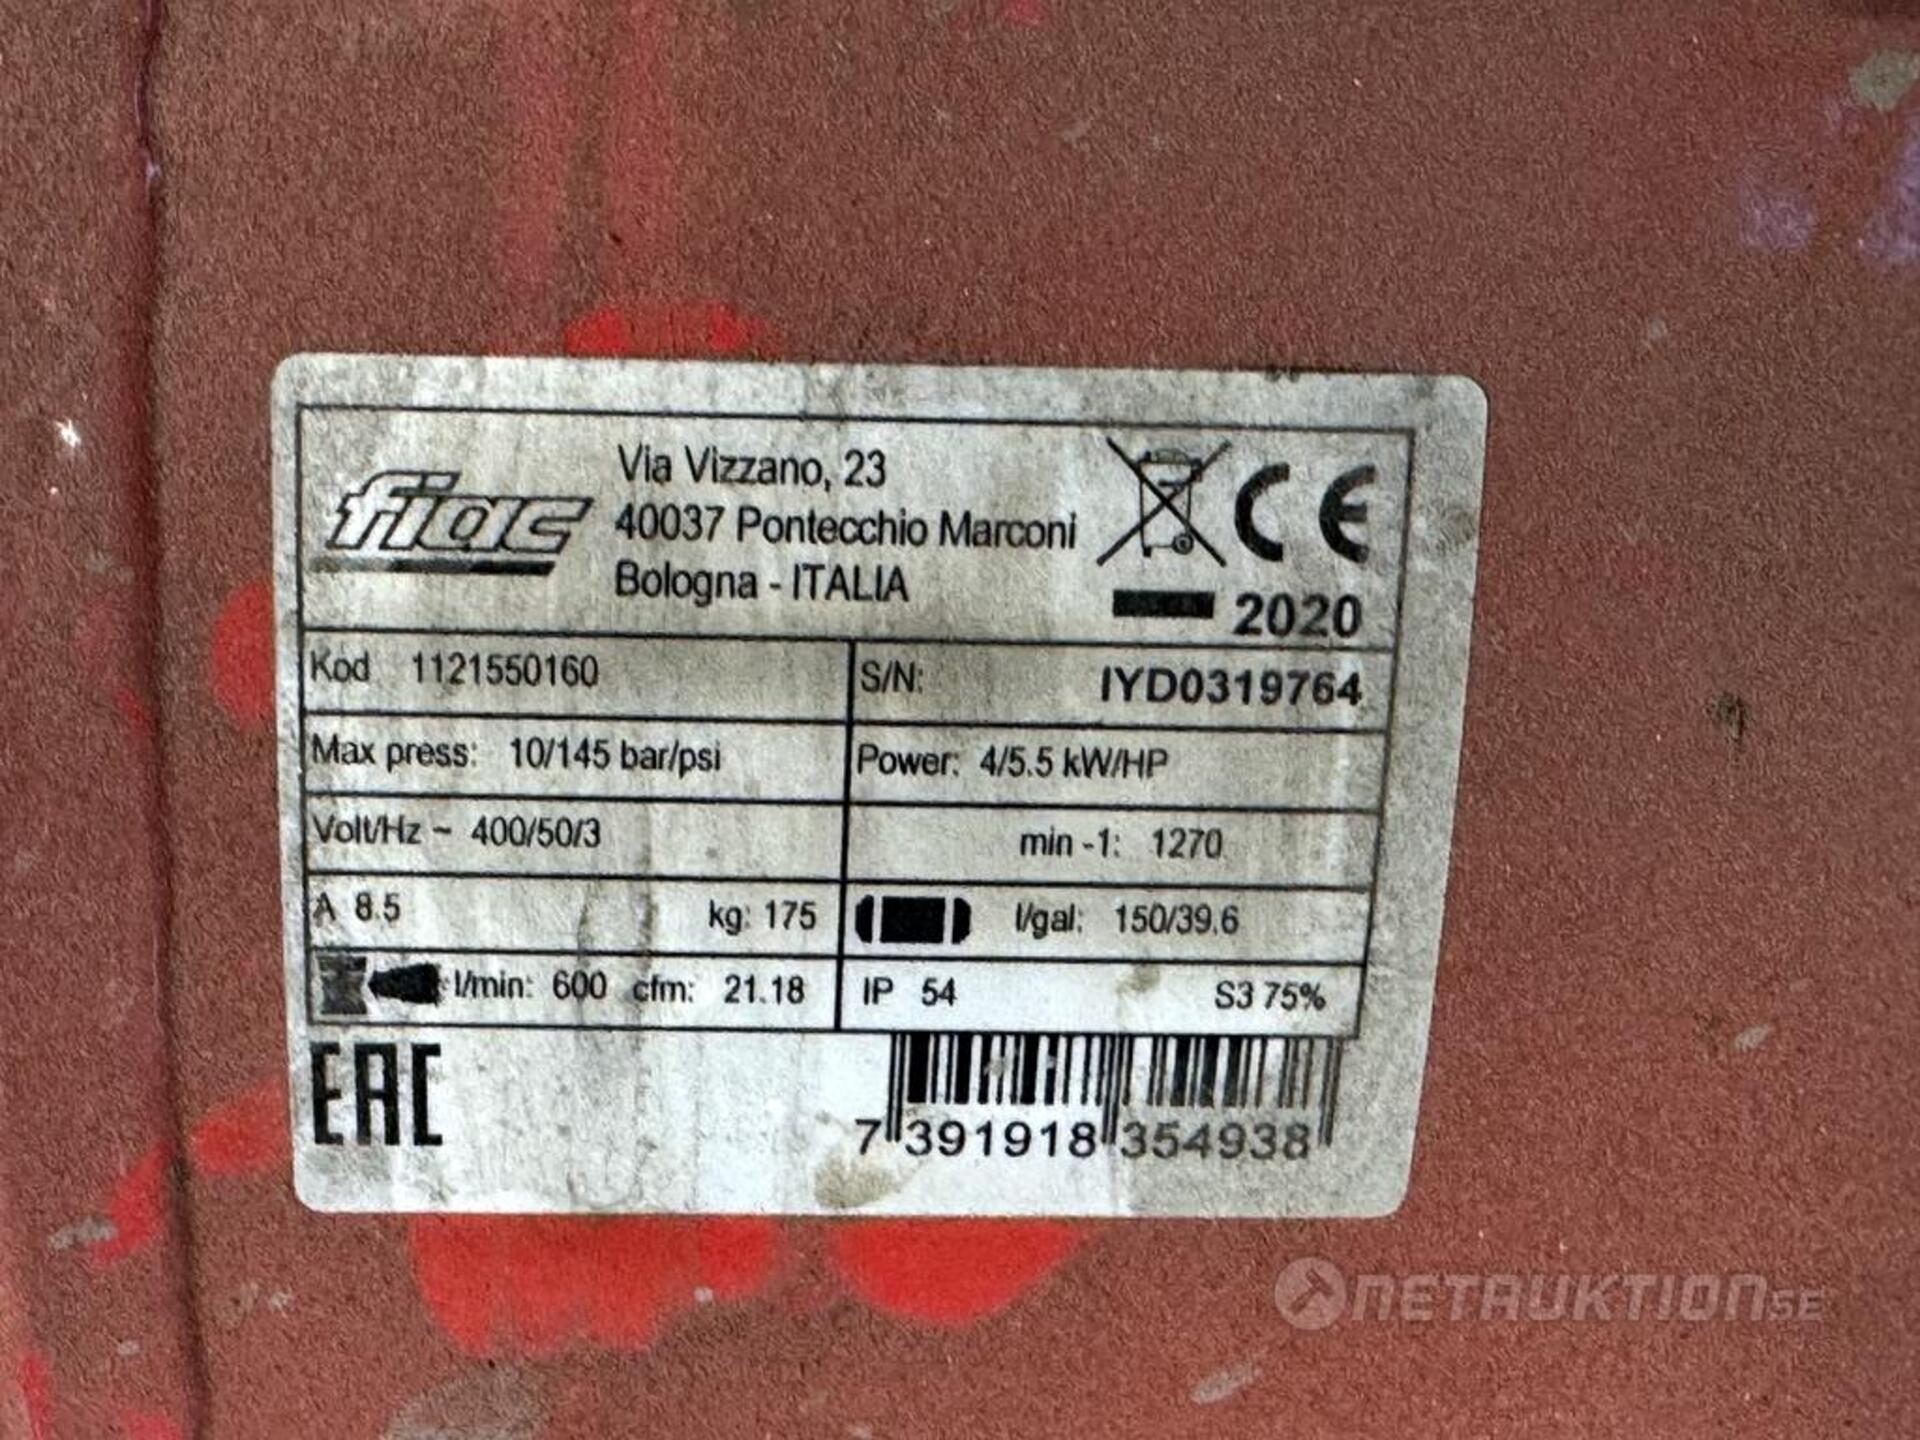 fiac
Via Vizzano, 23
40037 Pontecchio Marconi
Bologna - ITALIA
CE
2020
Kod 1121550160
S/N: IYD0319764
Max press: 10/145 bar/psi
Power: 4/5.5 kW/HP
Volt/Hz ~ 400/50/3
min -1: 1270
A 8.5 kg: 175
l/gal: 150/39.6
l/min: 600 cfm: 21.18
IP 54 S3 75%
EAC
7 391918 354938
NETAUKTION.SE